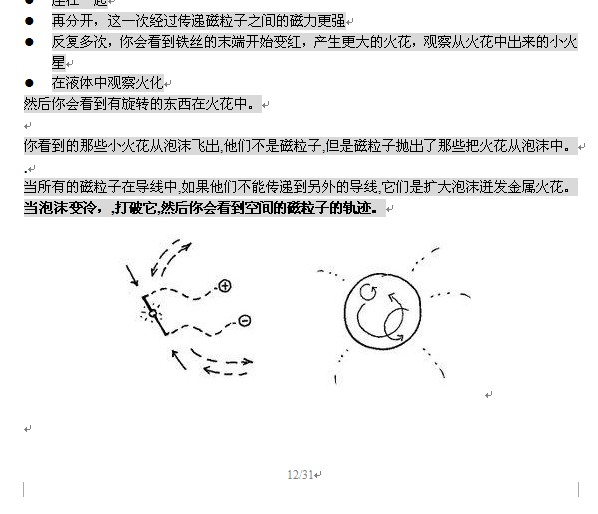 再分开，这一次经过传递磁粒子之间的磁力更强
反复多次，你会看到铁丝的末端开始变红，产生更大的火花，观察从火花中出来的小火
星
在液体中观察火化
然后你会看到有旋转的东西在火花中。
你看到的那些小火花从泡沫飞出,他们不是磁粒子,但是磁粒子抛出了那些把火花从泡沫中。
.
当所有的磁粒子在导线中,如果他们不能传递到另外的导线,它们是扩大泡沫迸发金属火花。
当泡沫变冷，,打破它,然后你会看到空间的磁粒子的轨迹。
+
−
12/31